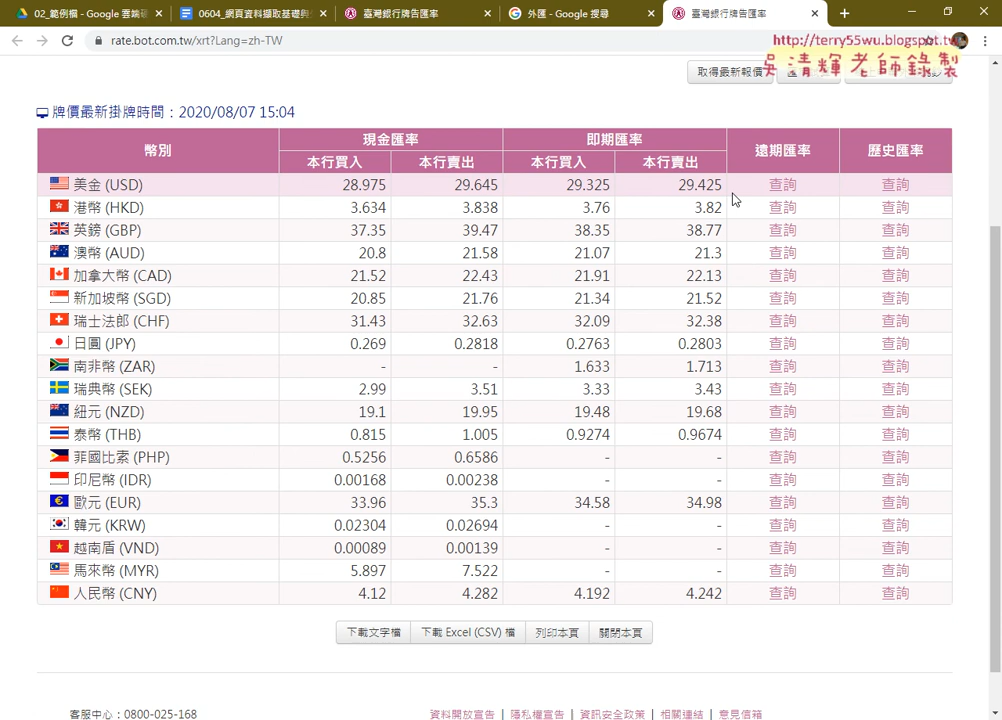 02_範例檔 - Google 雲端硬
0604_網頁資料擷取基礎與
臺灣銀行牌告匯率
外匯 - Google 搜尋
臺灣銀行牌告匯率
rate.bot.com.tw/xrt?Lang=zh-TW
http://terry55wu.blogspot.tw
吳清輝老師錄製
取得最新報價
牌價最新掛牌時間：2020/08/07 15:04
幣別 現金匯率 即期匯率 遠期匯率 歷史匯率
本行買入 本行賣出 本行買入 本行賣出
美金 (USD) 28.975 29.645 29.325 29.425 查詢 查詢
港幣 (HKD) 3.634 3.838 3.76 3.82 查詢 查詢
英鎊 (GBP) 37.35 39.47 38.35 38.77 查詢 查詢
澳幣 (AUD) 20.8 21.58 21.07 21.3 查詢 查詢
加拿大幣 (CAD) 21.52 22.43 21.91 22.13 查詢 查詢
新加坡幣 (SGD) 20.85 21.76 21.34 21.52 查詢 查詢
瑞士法郎 (CHF) 31.43 32.63 32.09 32.38 查詢 查詢
日圓 (JPY) 0.269 0.2818 0.2763 0.2803 查詢 查詢
南非幣 (ZAR) - - 1.633 1.713 查詢 查詢
瑞典幣 (SEK) 2.99 3.51 3.33 3.43 查詢 查詢
紐元 (NZD) 19.1 19.95 19.48 19.68 查詢 查詢
泰幣 (THB) 0.815 1.005 0.9274 0.9674 查詢 查詢
菲國比索 (PHP) 0.5256 0.6586 - - 查詢 查詢
印尼幣 (IDR) 0.00168 0.00238 - - 查詢 查詢
歐元 (EUR) 33.96 35.3 34.58 34.98 查詢 查詢
韓元 (KRW) 0.02304 0.02694 - - 查詢 查詢
越南盾 (VND) 0.00089 0.00139 - - 查詢 查詢
馬來幣 (MYR) 5.897 7.522 - - 查詢 查詢
人民幣 (CNY) 4.12 4.282 4.192 4.242 查詢 查詢
下載文字檔 下載 Excel (CSV) 檔 列印本頁 關閉本頁
客服中心：0800-025-168 資料開放宣告 | 隱私權宣告 | 資訊安全政策 | 相關連結 | 意見信箱